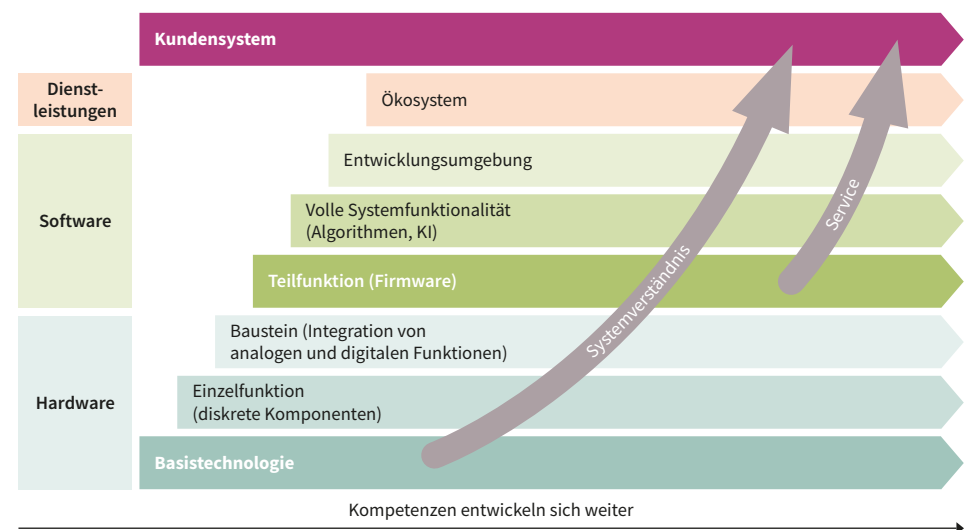 Kundensystem
Dienst-
leistungen
Ökosystem
Entwicklungsumgebung
Software
Volle Systemfunktionalität
(Algorithmen, KI)
Teilfunktion (Firmware)
Hardware
Baustein (Integration von
analogen und digitalen Funktionen)
Einzelfunktion
(diskrete Komponenten)
Basistechnologie
Systemverständnis
Service
Kompetenzen entwickeln sich weiter